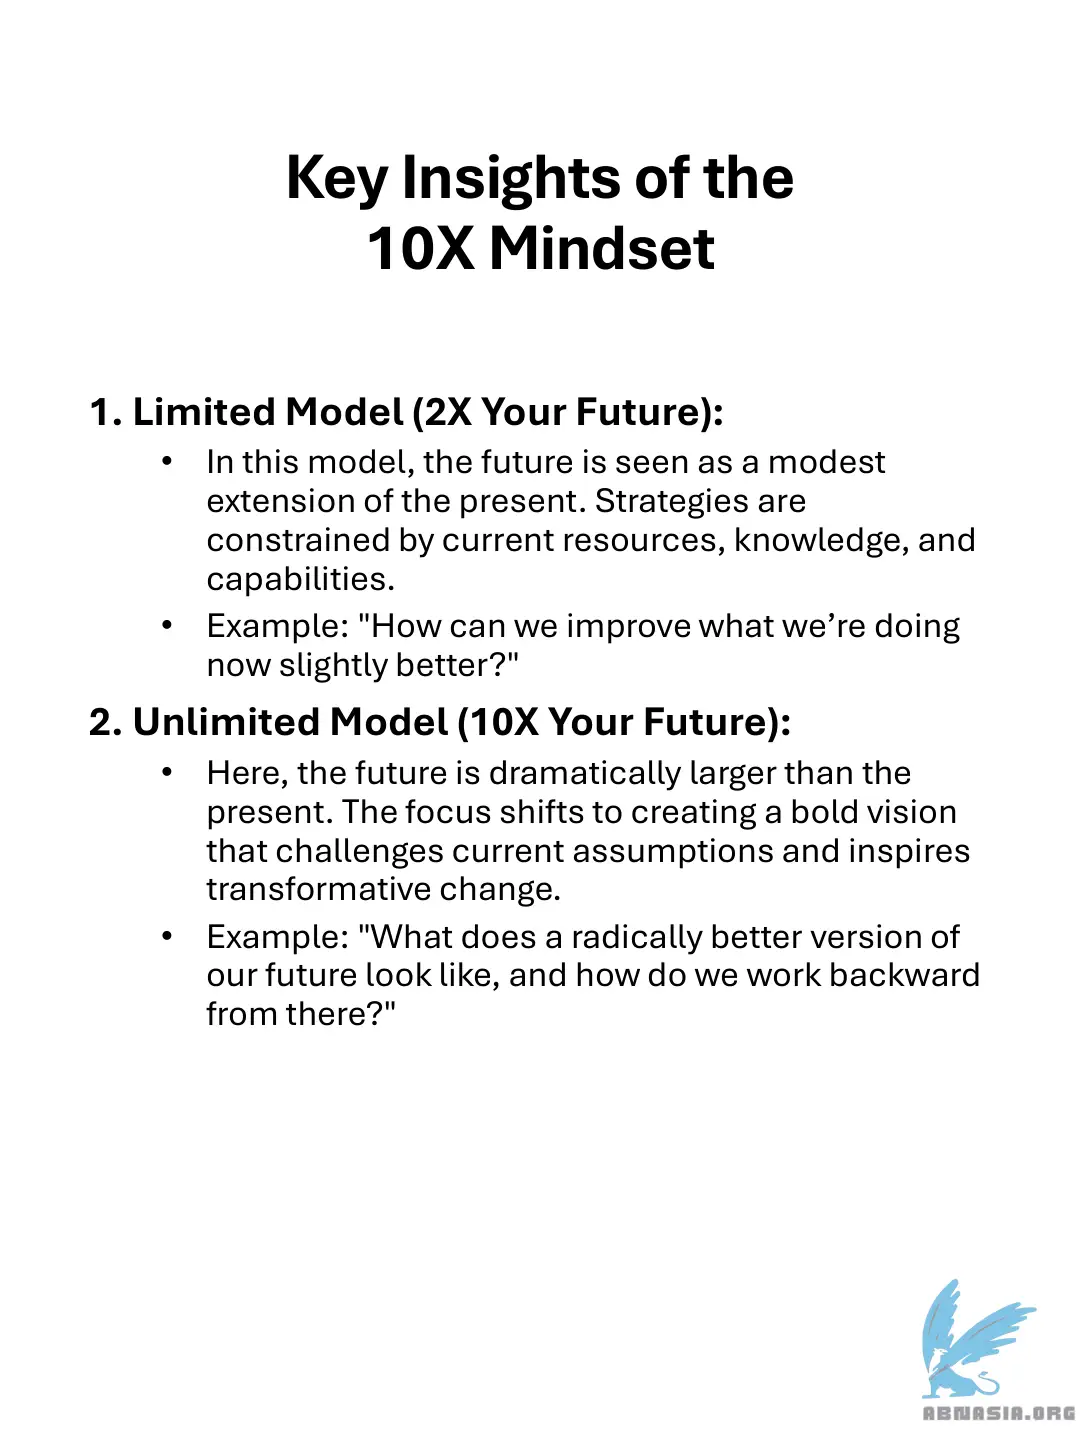 Key Insights of the
10X Mindset
1. Limited Model (2X Your Future):
• In this model, the future is seen as a modest
extension of the present. Strategies are
constrained by current resources, knowledge, and
capabilities.
• Example: "How can we improve what we’re doing
now slightly better?"
2. Unlimited Model (10X Your Future):
• Here, the future is dramatically larger than the
present. The focus shifts to creating a bold vision
that challenges current assumptions and inspires
transformative change.
• Example: "What does a radically better version of
our future look like, and how do we work backward
from there?"
ABNASIA.ORG